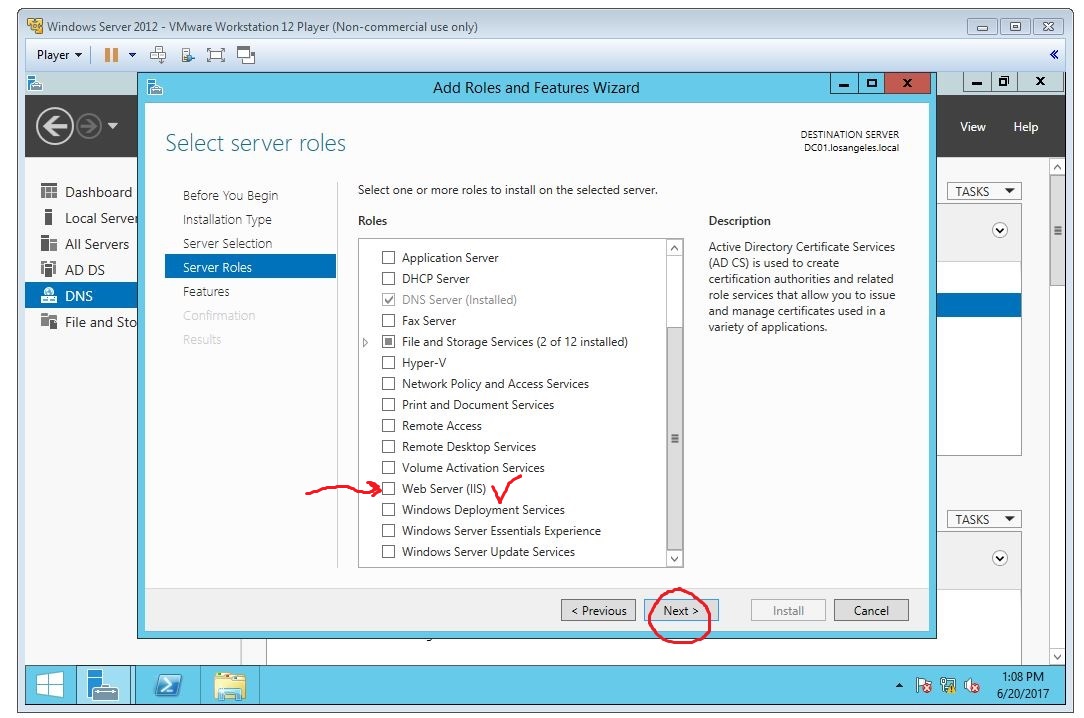 Windows Server 2012 - VMware Workstation 12 Player (Non-commercial use only)
Player
Add Roles and Features Wizard
View Help
Select server roles
DESTINATION SERVER
DC01.losangeles.local
Dashboard
Local Server
All Servers
AD DS
DNS
File and Sto
Before You Begin
Installation Type
Server Selection
Server Roles
Features
Confirmation
Results
Select one or more roles to install on the selected server.
Roles
Application Server
DHCP Server
DNS Server (Installed)
Fax Server
File and Storage Services (2 of 12 installed)
Hyper-V
Network Policy and Access Services
Print and Document Services
Remote Access
Remote Desktop Services
Volume Activation Services
Web Server (IIS)
Windows Deployment Services
Windows Server Essentials Experience
Windows Server Update Services
Description
Active Directory Certificate Services
(AD CS) is used to create
certification authorities and related
role services that allow you to issue
and manage certificates used in a
variety of applications.
TASKS
TASKS
< Previous
Next >
Install
Cancel
1:08 PM
6/20/2017